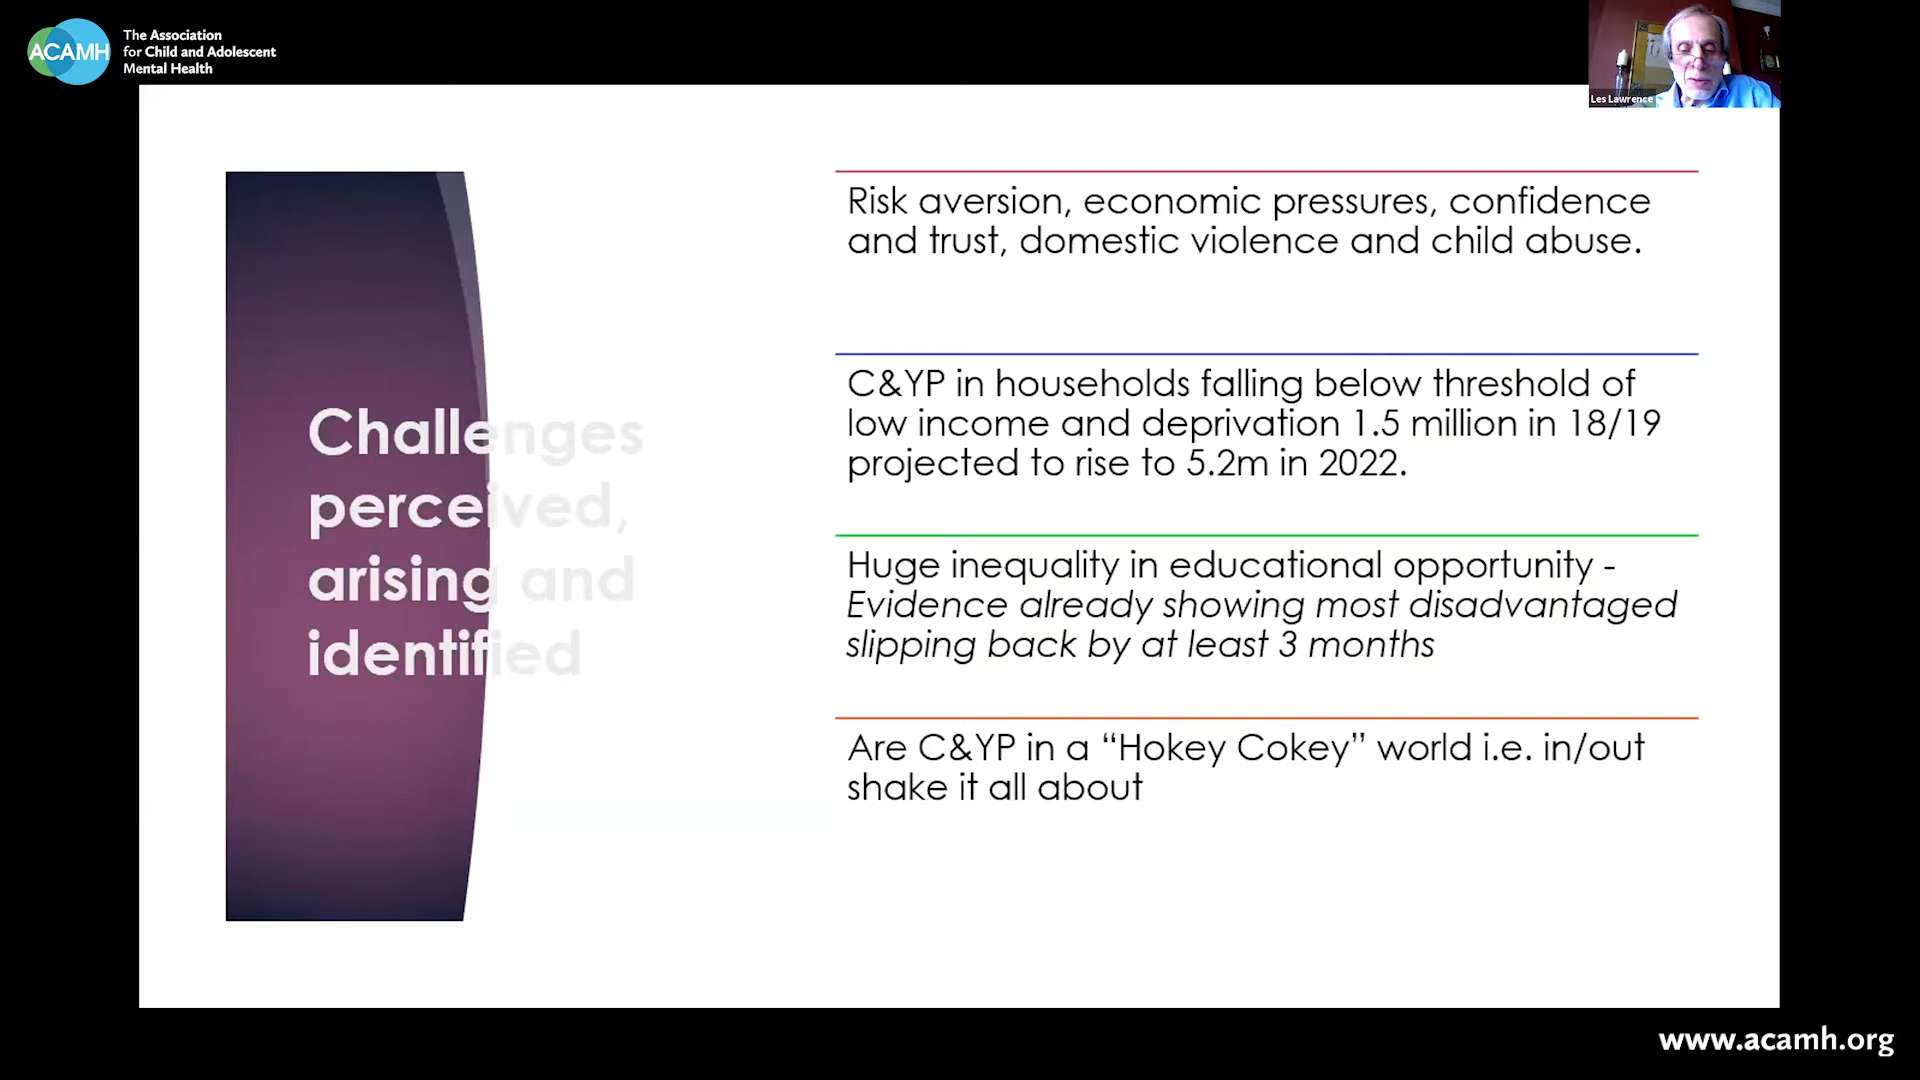 ACAMH
The Association
for Child and Adolescent
Mental Health
Les Lawrence
Challenges
perceived,
arising and
identified
Risk aversion, economic pressures, confidence
and trust, domestic violence and child abuse.
C&YP in households falling below threshold of
low income and deprivation 1.5 million in 18/19
projected to rise to 5.2m in 2022.
Huge inequality in educational opportunity -
Evidence already showing most disadvantaged
slipping back by at least 3 months
Are C&YP in a “Hokey Cokey” world i.e. in/out
shake it all about
www.acamh.org